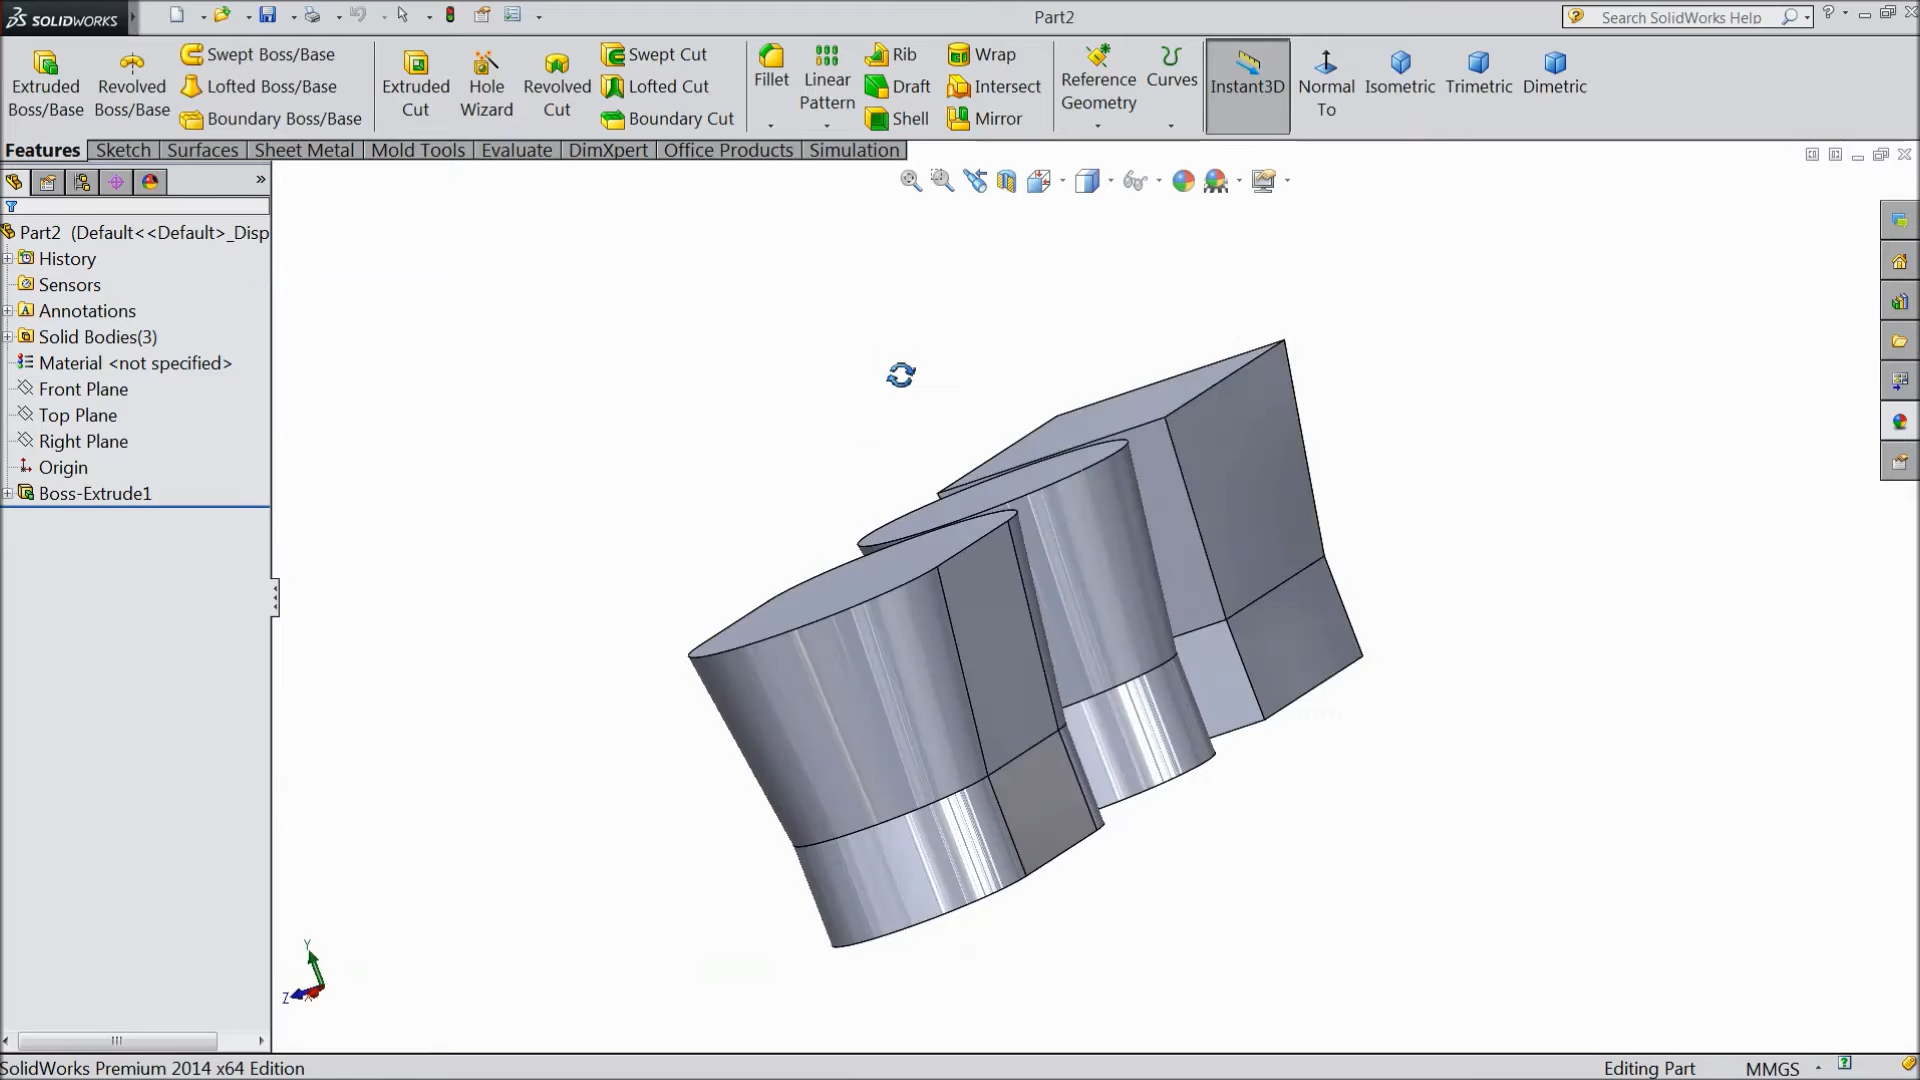 SOLIDWORKS
Part2
Search SolidWorks Help
Extruded Boss/Base
Revolved Boss/Base
Swept Boss/Base
Lofted Boss/Base
Boundary Boss/Base
Extruded Cut
Hole Wizard
Revolved Cut
Swept Cut
Lofted Cut
Boundary Cut
Fillet
Linear Pattern
Rib
Draft
Shell
Wrap
Intersect
Mirror
Reference Geometry
Curves
Instant3D
Normal To
Isometric
Trimetric
Dimetric
Features
Sketch
Surfaces
Sheet Metal
Mold Tools
Evaluate
DimXpert
Office Products
Simulation
Part2 (Default<<Default>_Disp
History
Sensors
Annotations
Solid Bodies(3)
Material <not specified>
Front Plane
Top Plane
Right Plane
Origin
Boss-Extrude1
Y
Z
SolidWorks Premium 2014 x64 Edition
Editing Part
MMGS